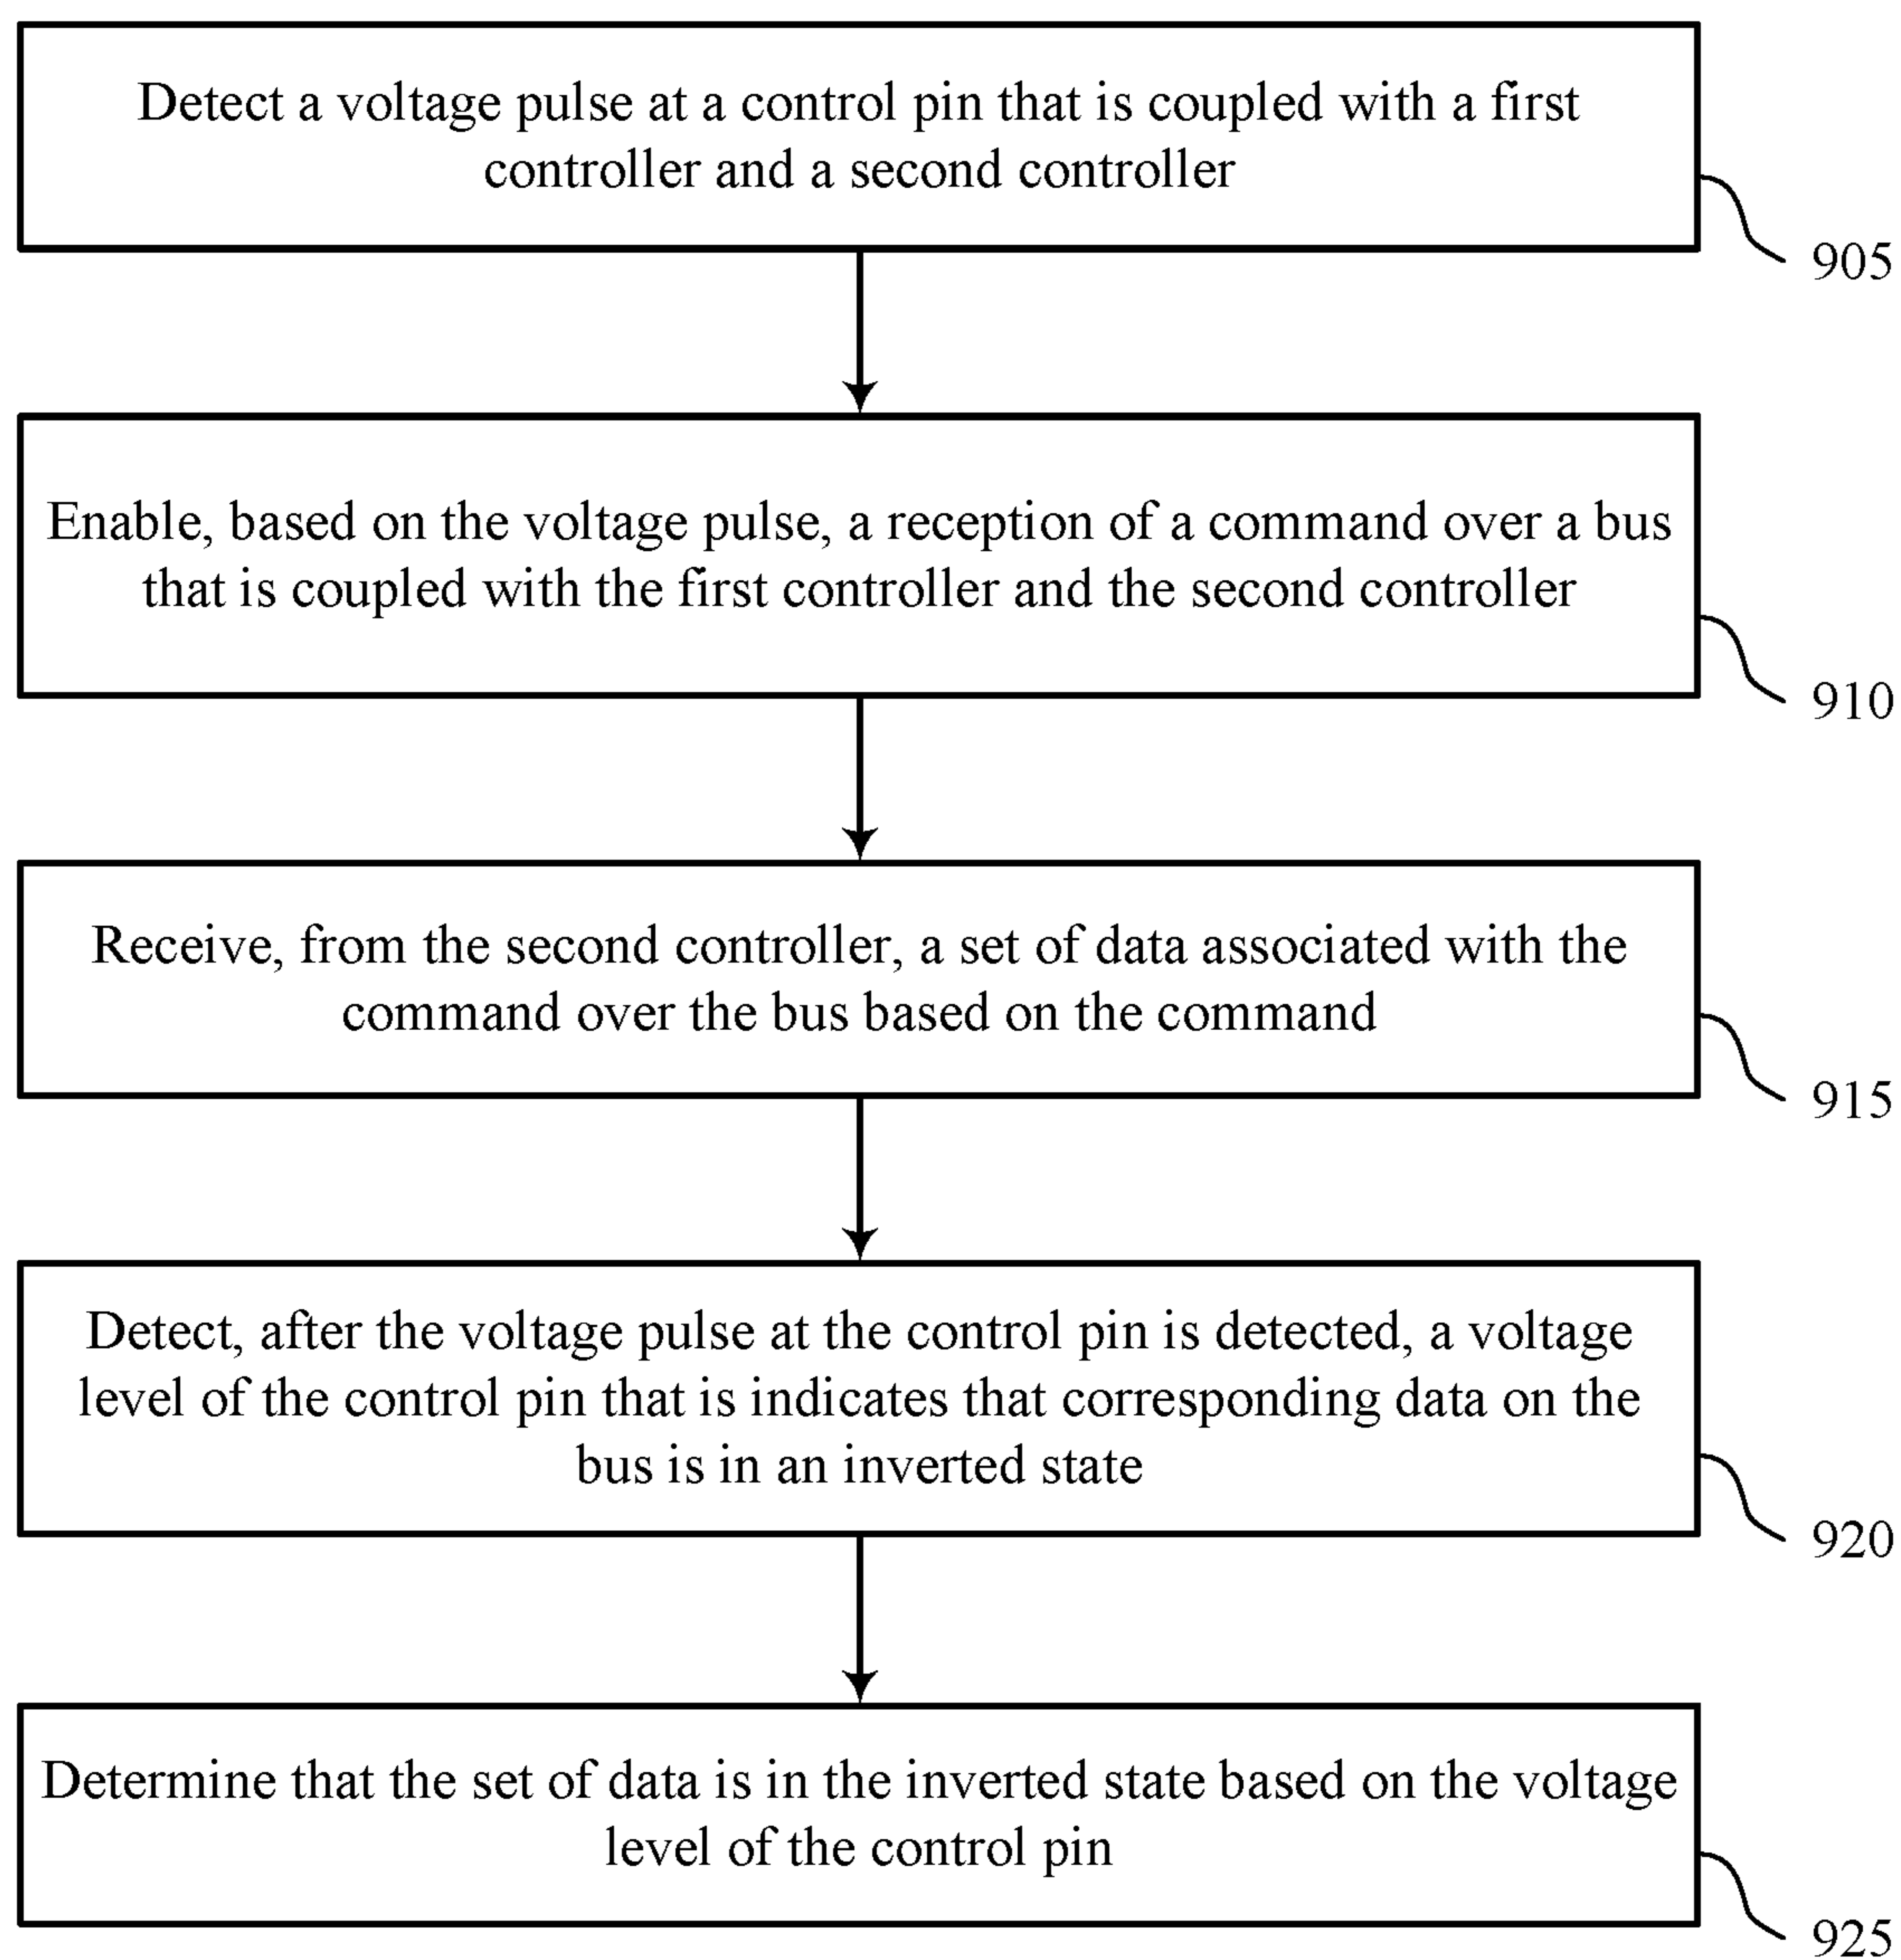 Detect a voltage pulse at a control pin that is coupled with a first
controller and a second controller
905
Enable, based on the voltage pulse, a reception of a command over a bus
that is coupled with the first controller and the second controller
910
Receive, from the second controller, a set of data associated with the
command over the bus based on the command
915
Detect, after the voltage pulse at the control pin is detected, a voltage
level of the control pin that is indicates that corresponding data on the
bus is in an inverted state
920
Determine that the set of data is in the inverted state based on the voltage
level of the control pin
925